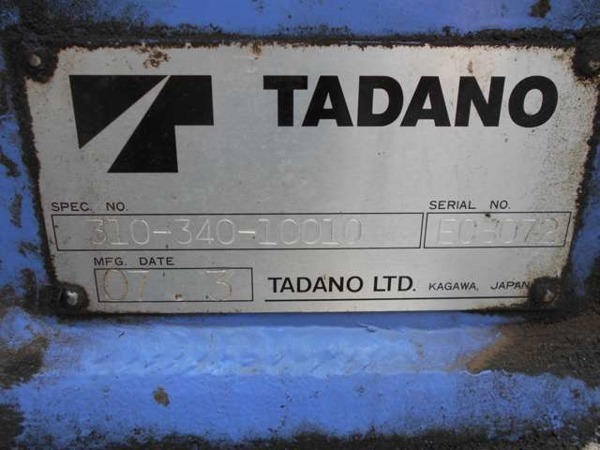 TADANO
SPEC. NO. SERIAL NO.
310-340-10010
MFG. DATE
07 . 3
TADANO LTD. KAGAWA, JAPAN